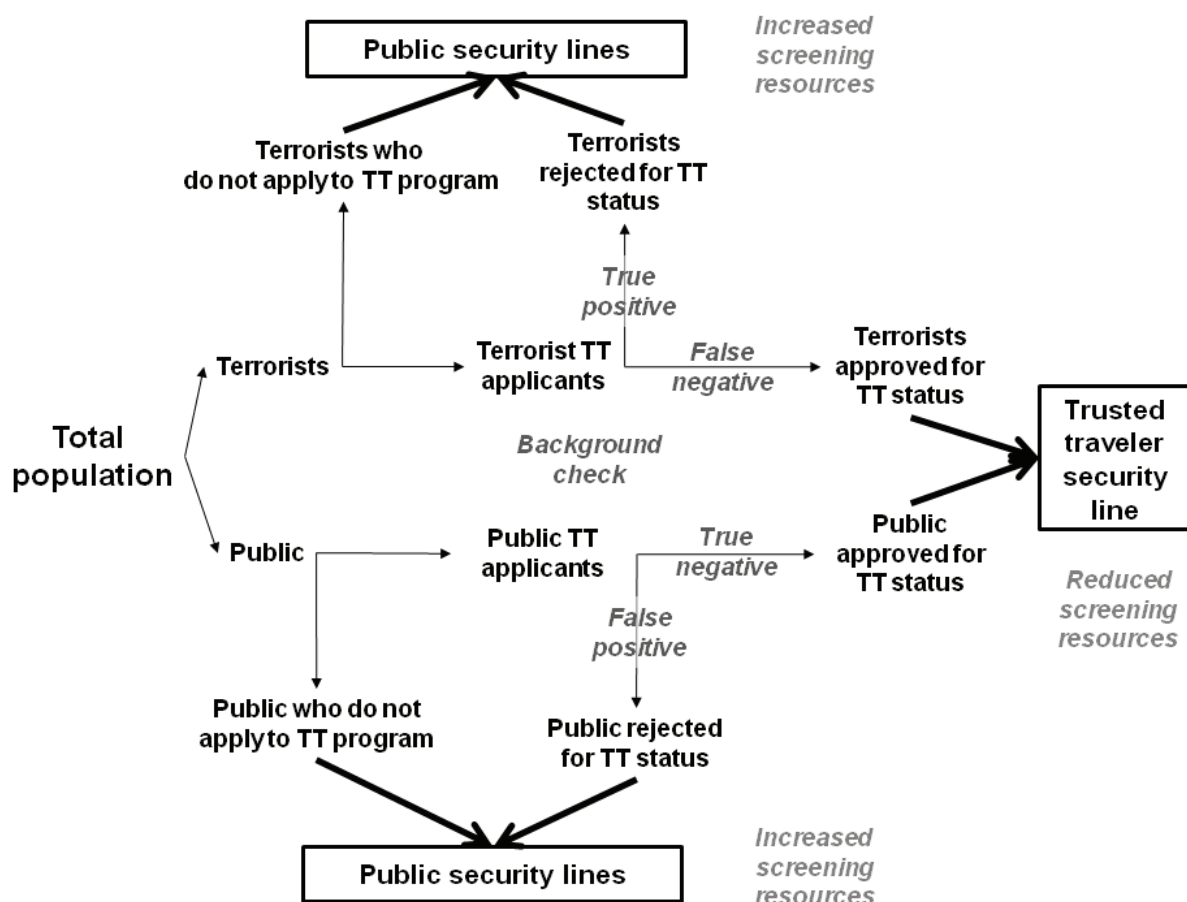 Public security lines
Increased
screening
resources
Terrorists who
do not apply to TT program
Terrorists
rejected for TT
status
True
positive
Terrorists
Terrorist TT
applicants
False
negative
Terrorists
approved for
TT status
Total
population
Background
check
Trusted
traveler
security
line
Public
Public TT
applicants
True
negative
Public
approved for
TT status
Reduced
screening
resources
False
positive
Public who do not
apply to TT program
Public rejected
for TT status
Public security lines
Increased
screening
resources